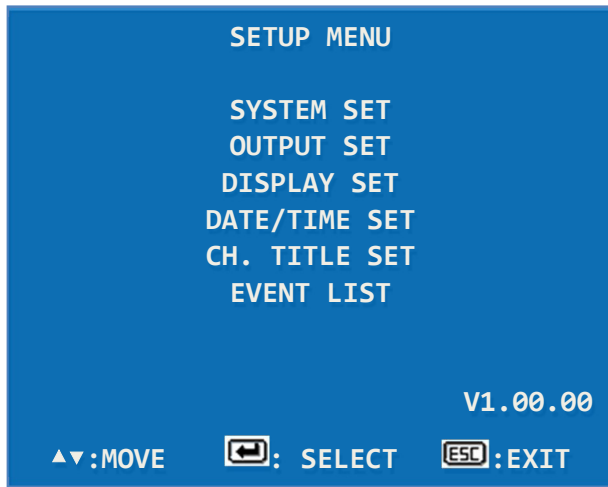 SETUP MENU
SYSTEM SET
OUTPUT SET
DISPLAY SET
DATE/TIME SET
CH. TITLE SET
EVENT LIST
V1.00.00
▲▼:MOVE ↵: SELECT ESC:EXIT